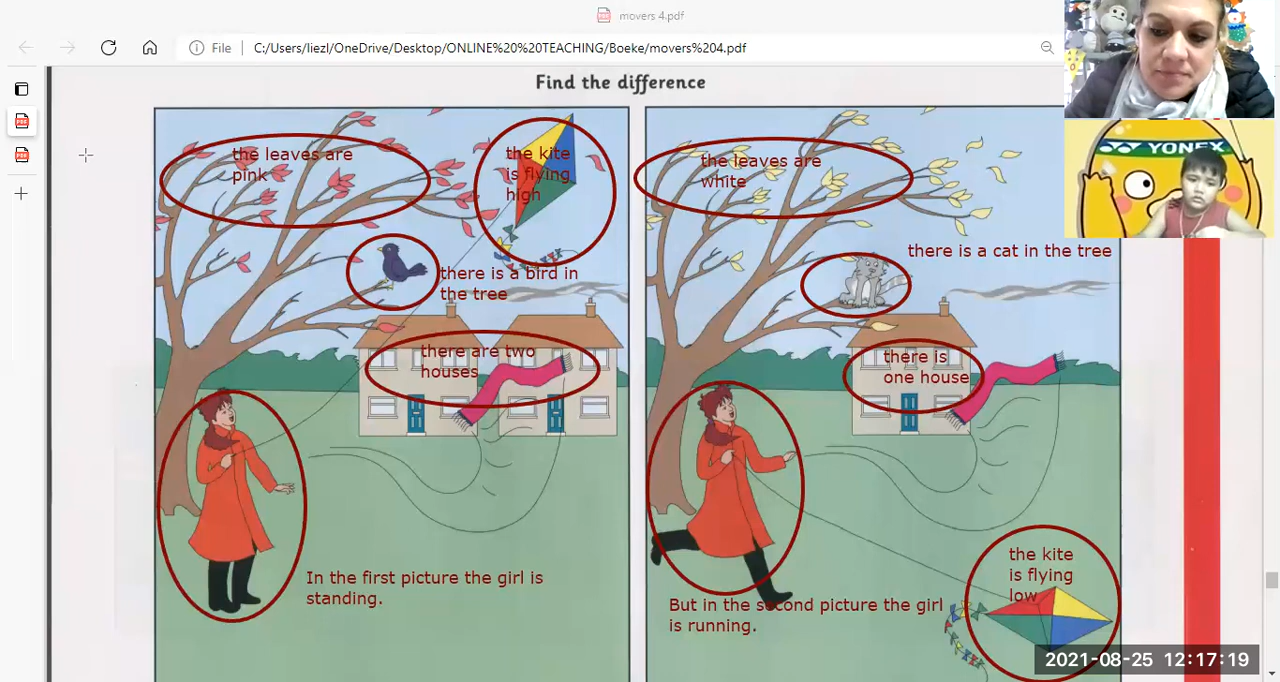 movers 4.pdf
File C:/Users/liezl/OneDrive/Desktop/ONLINE%20%20TEACHING/Boeke/movers%204.pdf
YONEX
Find the difference
the leaves are
pink
the kite
is flying
high
there is a bird in
the tree
there are two
houses
In the first picture the girl is
standing.
the leaves are
white
there is a cat in the tree
there is
one house
But in the second picture the girl
is running.
the kite
is flying
low
2021-08-25 12:17:19